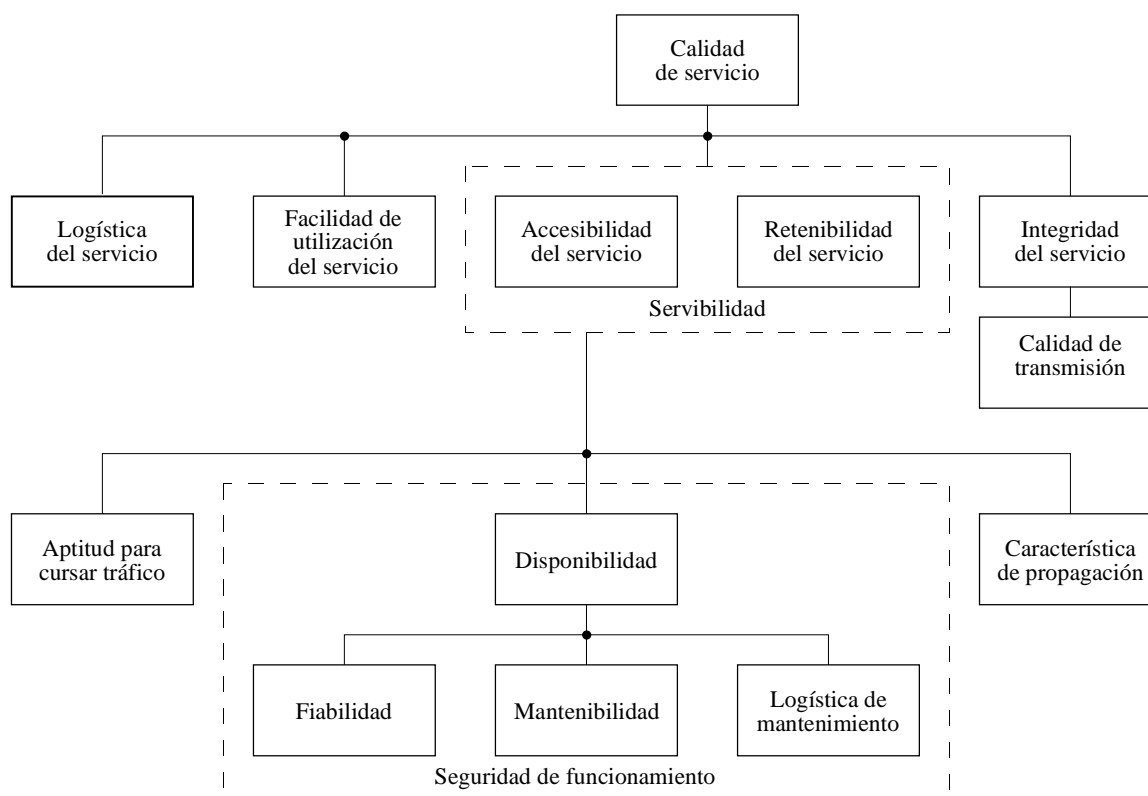 Calidad
de servicio
Logística
del servicio
Facilidad de
utilización
del servicio
Accesibilidad
del servicio
Retenibilidad
del servicio
Integridad
del servicio
Servibilidad
Calidad de
transmisión
Aptitud para
cursar tráfico
Disponibilidad
Característica
de propagación
Fiabilidad
Mantenibilidad
Logística de
mantenimiento
Seguridad de funcionamiento